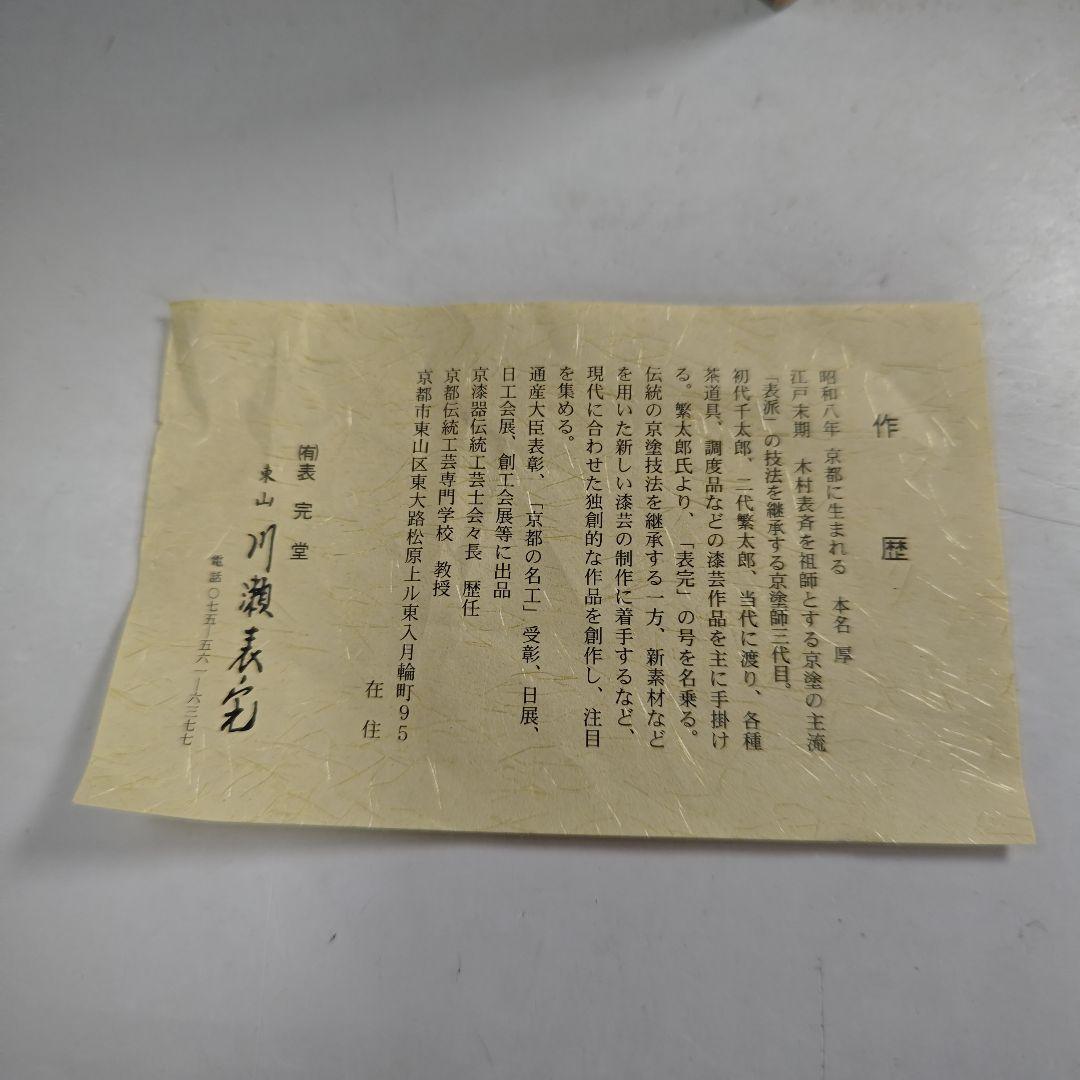 作歴
昭和八年 京都に生まれる 本名 厚
江戸末期 木村表斉を祖師とする京塗の主流
「表派」の技法を継承する京塗師三代目。
初代千太郎、二代繁太郎、当代に渡り、各種
茶道具、調度品などの漆芸作品を主に手掛け
る。繁太郎氏より、「表完」の号を名乗る。
伝統の京塗技法を継承する一方、新素材など
を用いた新しい漆芸の制作に着手するなど、
現代に合わせた独創的な作品を創作し、注目
を集める。
通産大臣表彰、「京都の名工」受彰、日展、
日工会展、創工会展等に出品
京漆器伝統工芸士会々長 歴任
京都伝統工芸専門学校 教授
京都市東山区東大路松原上ル東入月輪町95
在住
㈲表完堂
東山 川瀬表完
電話〇七五―五六一―六三七七